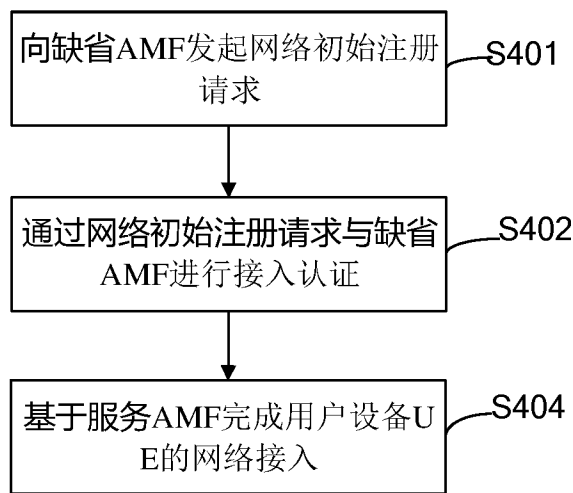 向缺省AMF发起网络初始注册
请求
S401
通过网络初始注册请求与缺省
AMF进行接入认证
S402
基于服务AMF完成用户设备U
E的网络接入
S404